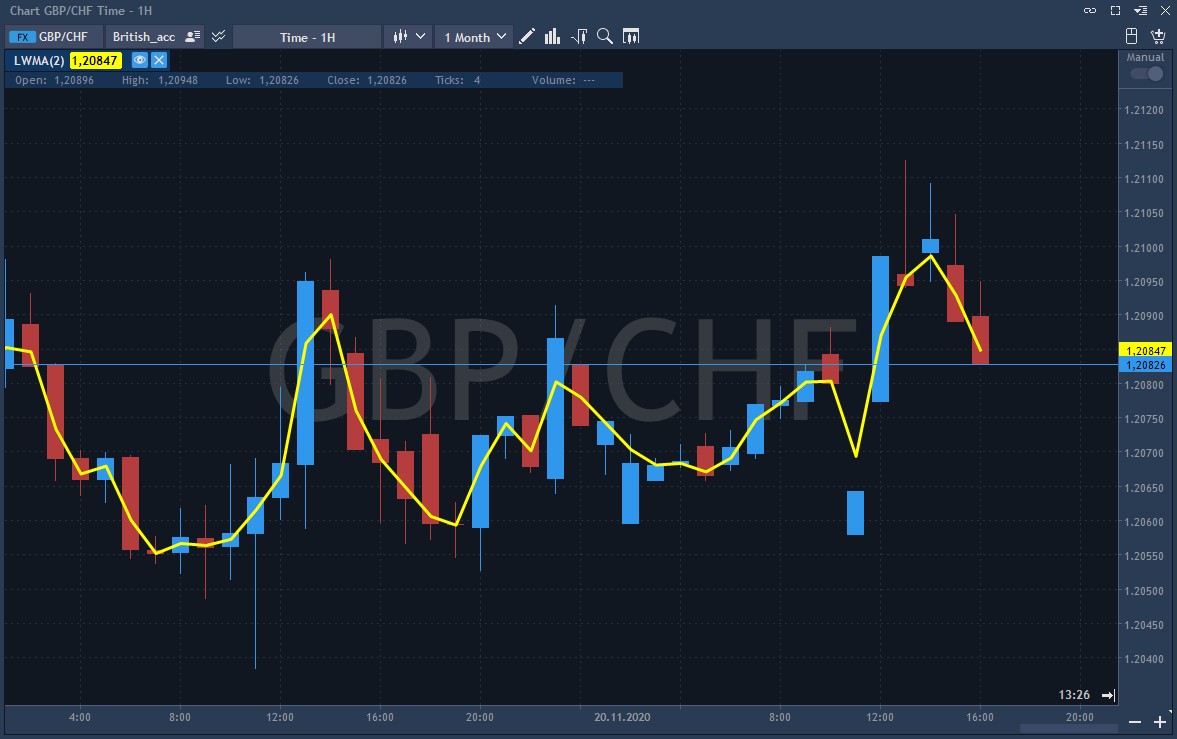 Chart GBP/CHF Time - 1H
FX GBP/CHF British_acc Time - 1H 1 Month
LWMA(2) 1,20847
Manual
Open: 1,20896 High: 1,20948 Low: 1,20826 Close: 1,20826 Ticks: 4 Volume: ---
1.21200
1.21150
1.21100
1.21050
1.21000
1.20950
1.20900
GBP/CHF
1,20847
1,20826
1.20800
1.20750
1.20700
1.20650
1.20600
1.20550
1.20500
1.20450
1.20400
13:26
4:00 8:00 12:00 16:00 20:00 20.11.2020 8:00 12:00 16:00 20:00